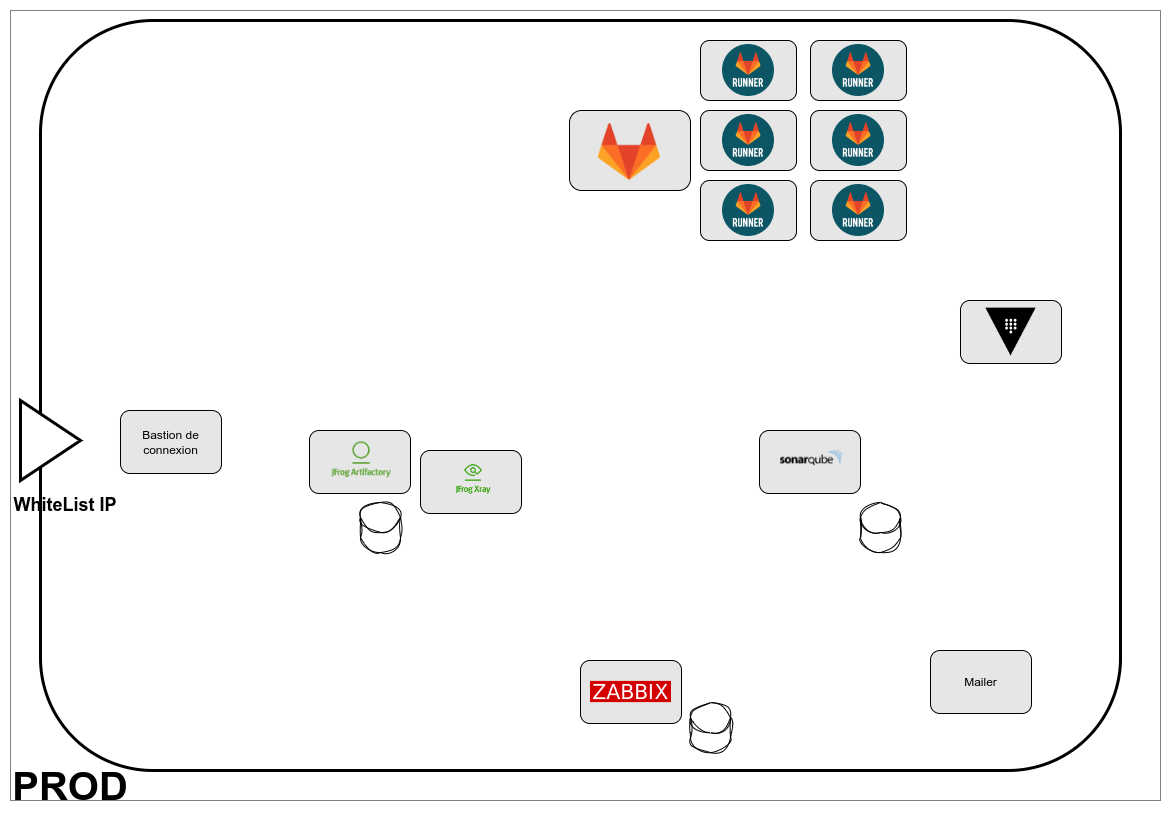 RUNNER
RUNNER
RUNNER
RUNNER
RUNNER
RUNNER
Bastion de
connexion
JFrog Artifactory
JFrog Xray
sonarqube
WhiteList IP
ZABBIX
Mailer
PROD